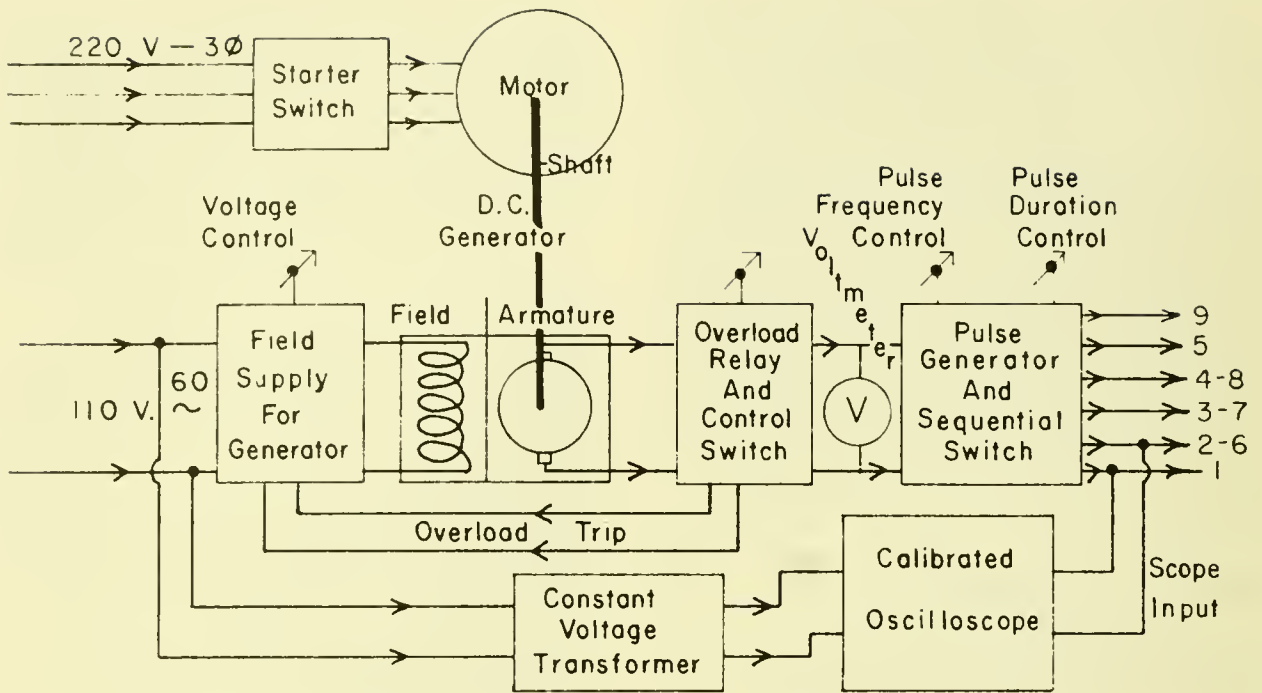 220 V — 3Ø
Starter
Switch
Motor
Shaft
D.C.
Generator
Voltage
Control
Pulse
Frequency
Control
Pulse
Duration
Control
Voltmeter
Field
Armature
110 V.
60
~
Field
Supply
For
Generator
Overload
Relay
And
Control
Switch
V
Pulse
Generator
And
Sequential
Switch
9
5
4-8
3-7
2-6
1
Overload Trip
Constant
Voltage
Transformer
Calibrated
Oscilloscope
Scope
Input